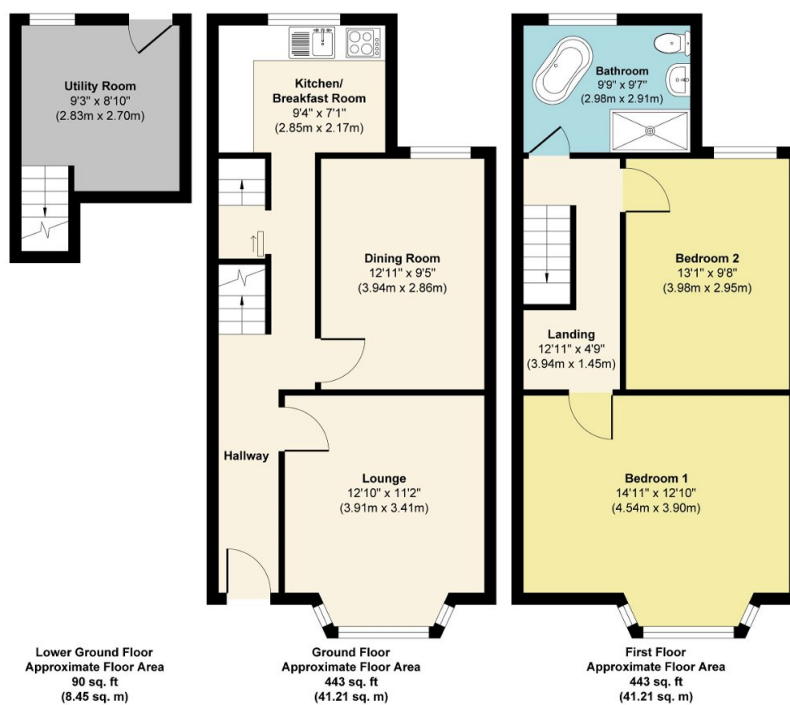 Utility Room
9'3" x 8'10"
(2.83m x 2.70m)
Kitchen/
Breakfast Room
9'4" x 7'1"
(2.85m x 2.17m)
Dining Room
12'11" x 9'5"
(3.94m x 2.86m)
Hallway
Lounge
12'10" x 11'2"
(3.91m x 3.41m)
Bathroom
9'9" x 9'7"
(2.98m x 2.91m)
Bedroom 2
13'1" x 9'8"
(3.98m x 2.95m)
Landing
12'11" x 4'9"
(3.94m x 1.45m)
Bedroom 1
14'11" x 12'10"
(4.54m x 3.90m)
Lower Ground Floor
Approximate Floor Area
90 sq. ft
(8.45 sq. m)
Ground Floor
Approximate Floor Area
443 sq. ft
(41.21 sq. m)
First Floor
Approximate Floor Area
443 sq. ft
(41.21 sq. m)